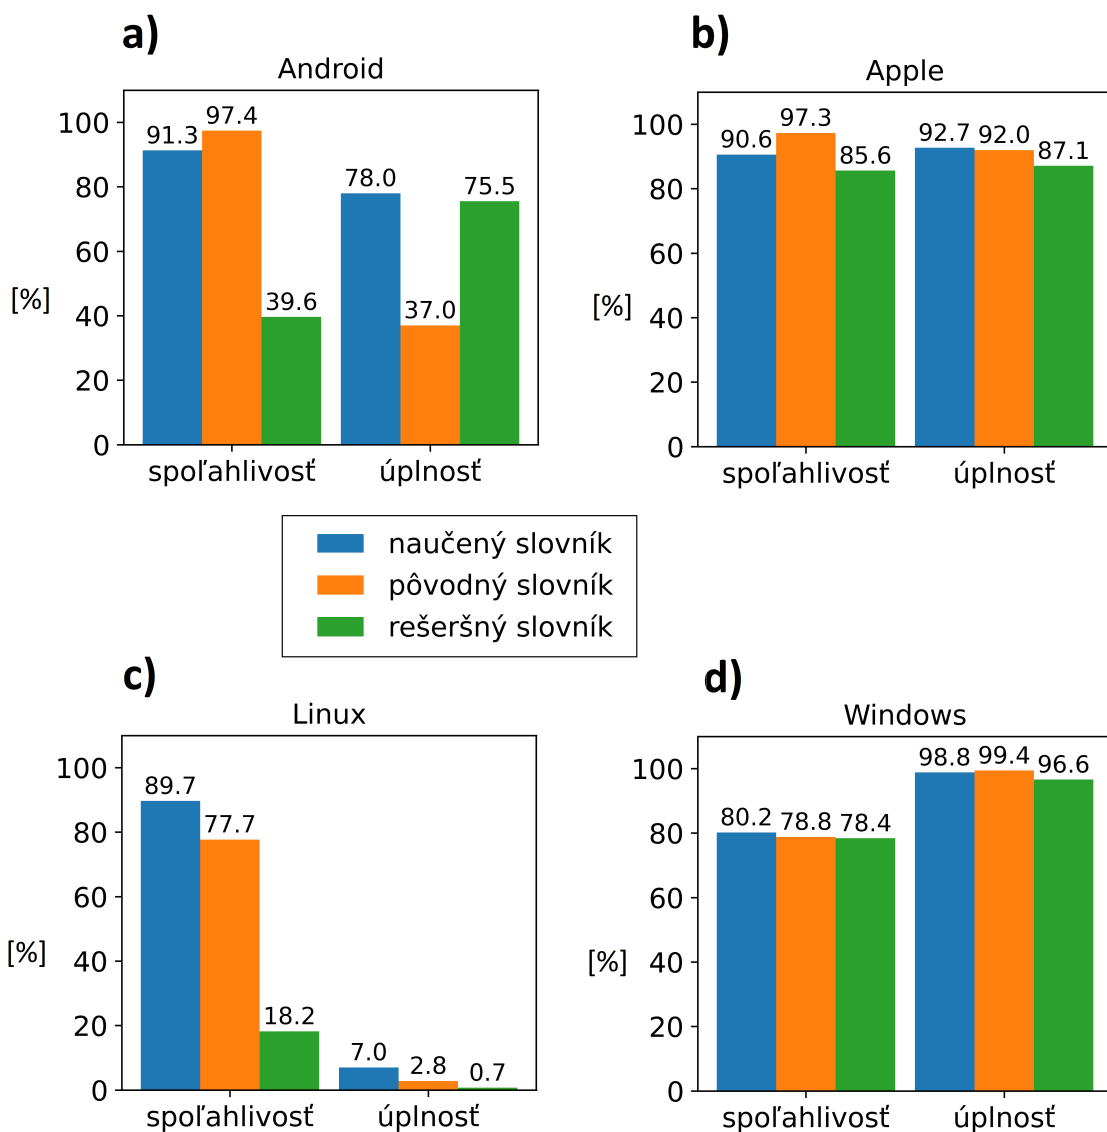 a)
Android
100
80
60
40
20
0
[%]
91.3
97.4
39.6
78.0
37.0
75.5
spoľahlivosť
úplnosť
b)
Apple
100
80
60
40
20
0
[%]
90.6
97.3
85.6
92.7
92.0
87.1
spoľahlivosť
úplnosť
naučený slovník
pôvodný slovník
rešeršný slovník
c)
Linux
100
80
60
40
20
0
[%]
89.7
77.7
18.2
7.0
2.8
0.7
spoľahlivosť
úplnosť
d)
Windows
100
80
60
40
20
0
[%]
80.2
78.8
78.4
98.8
99.4
96.6
spoľahlivosť
úplnosť